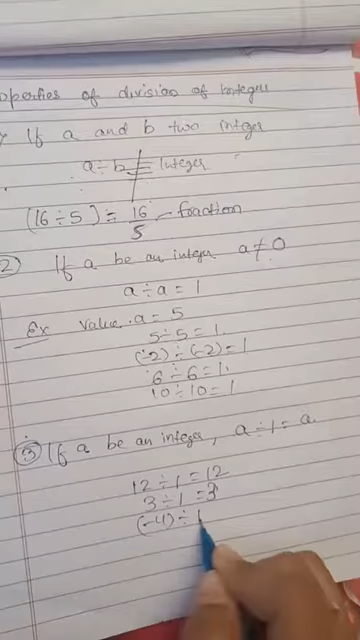 operties of division of Integers
If a and b two integer
a ÷ b ≠ Integer
(16 ÷ 5) = 16/5 - fraction
② If a be an integer a ≠ 0
a ÷ a = 1
Ex Value a = 5
5 ÷ 5 = 1.
(-2) ÷ (-2) = 1
6 ÷ 6 = 1.
10 ÷ 10 = 1
③ If a be an integer, a ÷ 1 = a.
12 ÷ 1 = 12
3 ÷ 1 = 3
(-4) ÷ 1